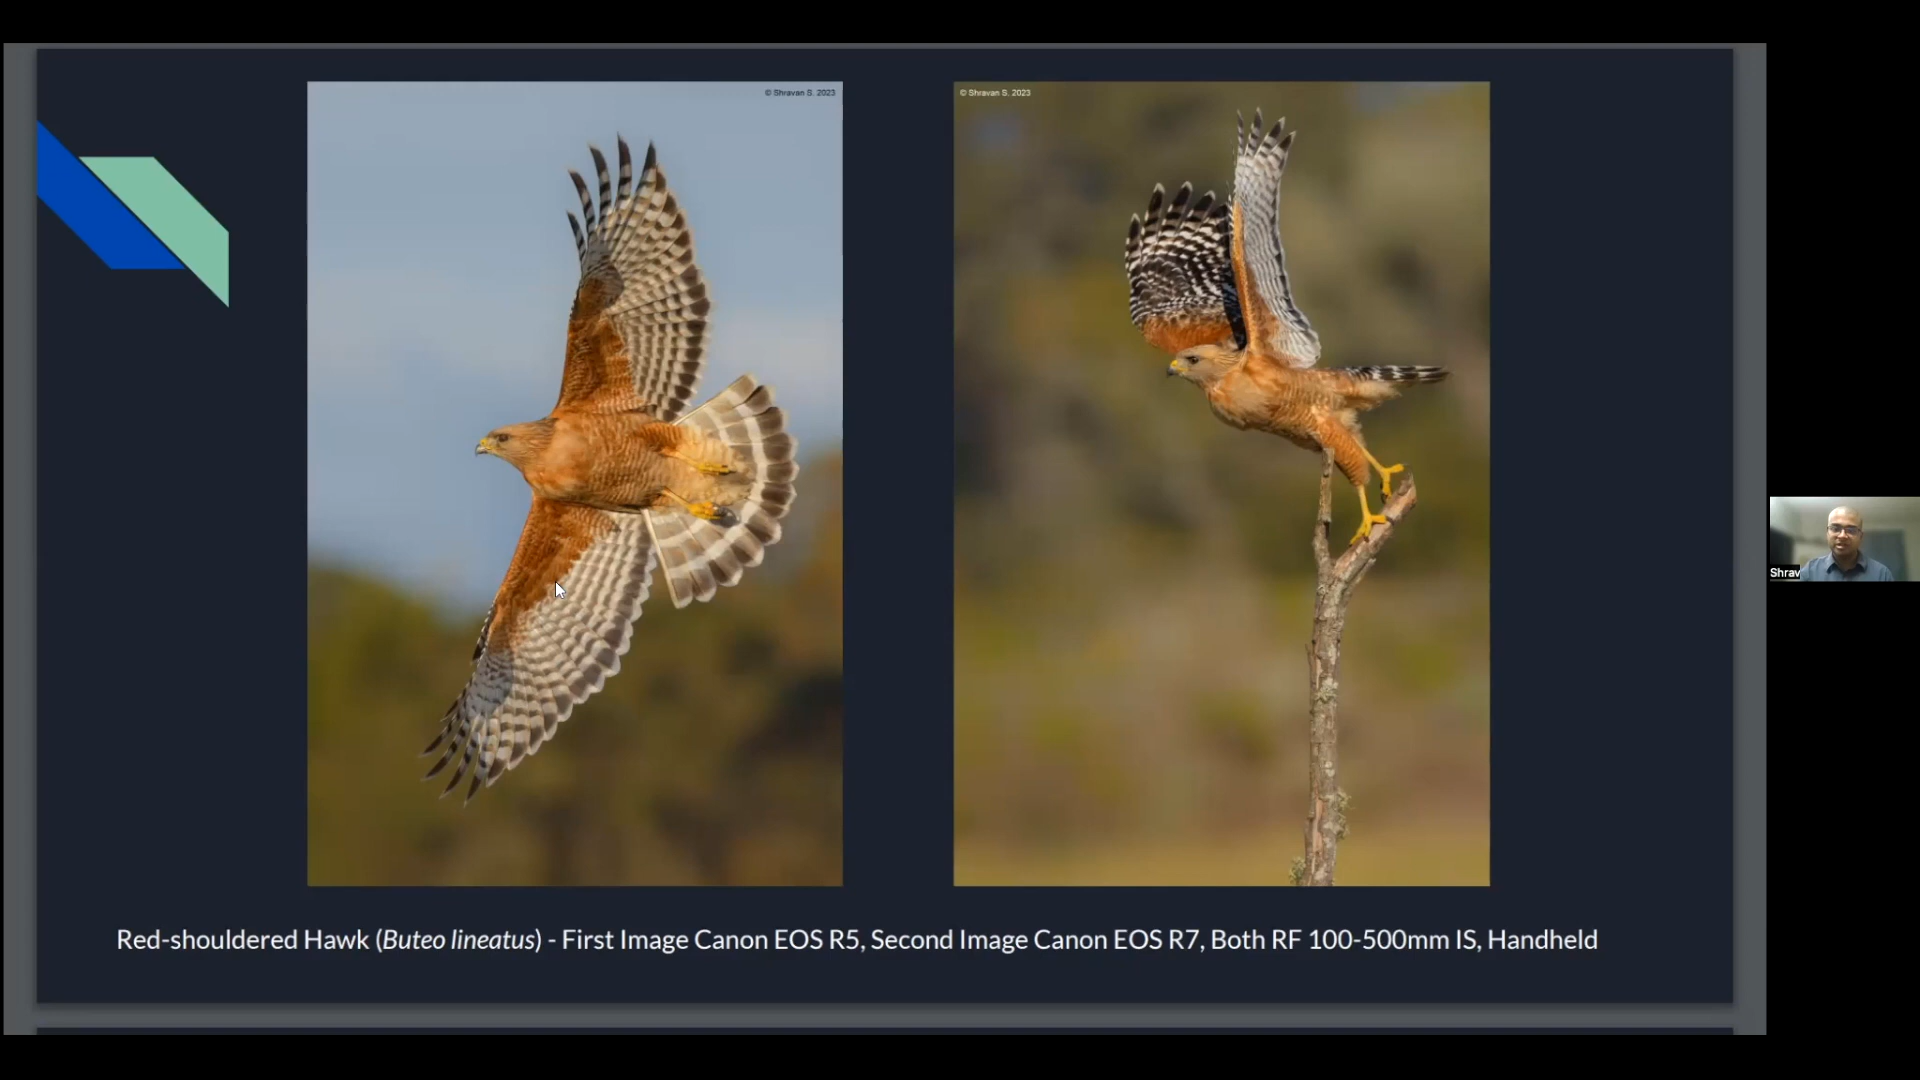 © Shravan S. 2023
© Shravan S. 2023
Shrav
Red-shouldered Hawk (Buteo lineatus) - First Image Canon EOS R5, Second Image Canon EOS R7, Both RF 100-500mm IS, Handheld